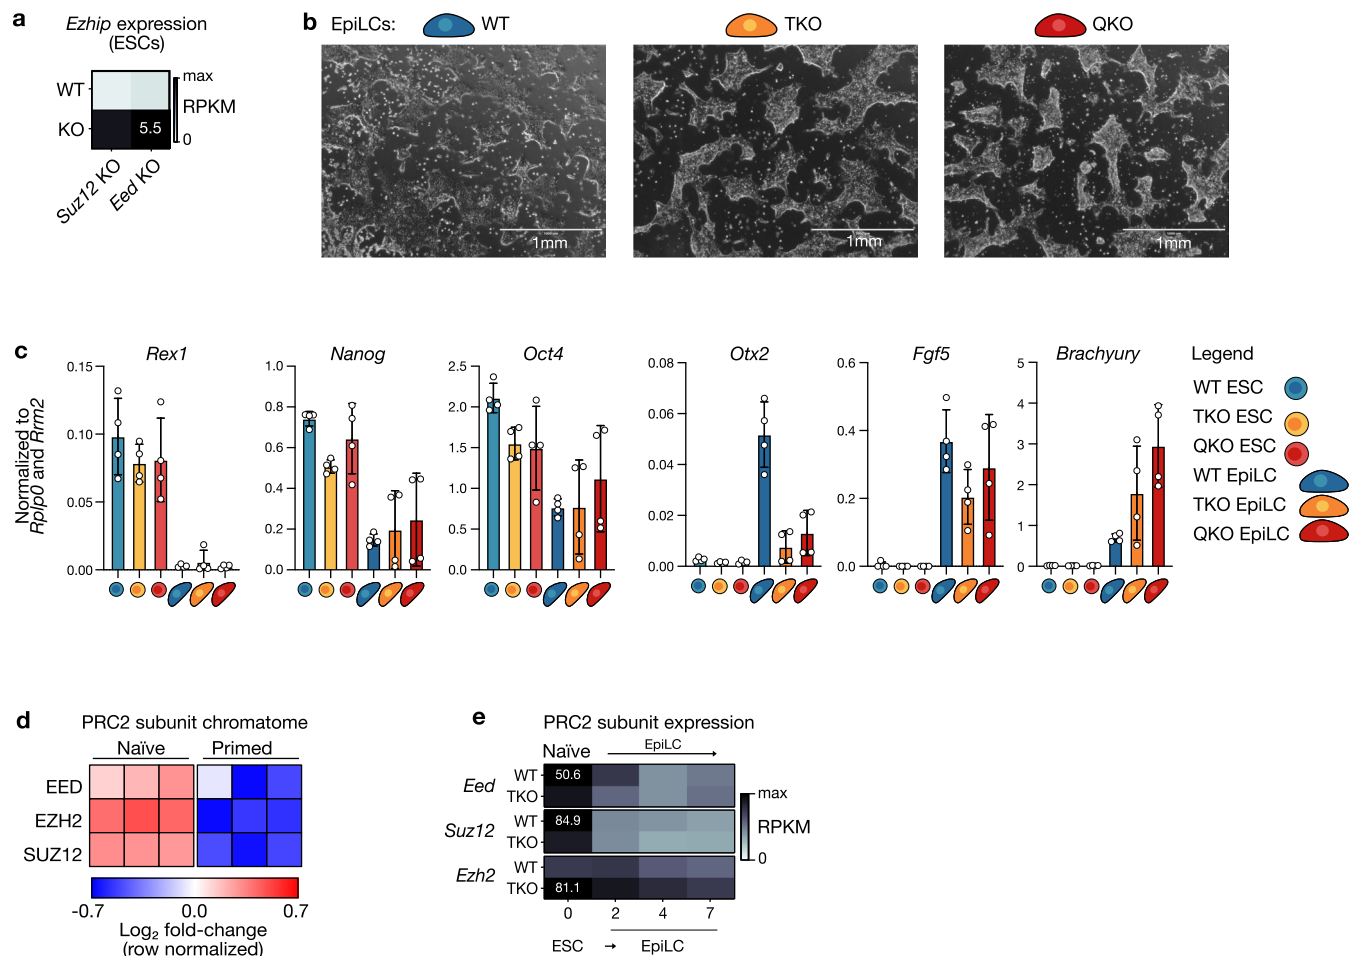 a
Ezhip expression
(ESCs)
WT
KO
5.5
max
RPKM
0
Suz12 KO
Eed KO
b
EpiLCs:
WT
TKO
QKO
1mm
1mm
1mm
c
Normalized to
Rplp0 and Rrm2
Rex1
0.15
0.10
0.05
0.00
Nanog
1.0
0.8
0.6
0.4
0.2
0.0
Oct4
2.5
2.0
1.5
1.0
0.5
0.0
Otx2
0.08
0.06
0.04
0.02
0.00
Fgf5
0.6
0.4
0.2
0.0
Brachyury
5
4
3
2
1
0
Legend
WT ESC
TKO ESC
QKO ESC
WT EpiLC
TKO EpiLC
QKO EpiLC
d
PRC2 subunit chromatome
Naïve
Primed
EED
EZH2
SUZ12
-0.7
0.0
0.7
Log₂ fold-change
(row normalized)
e
PRC2 subunit expression
Naïve
EpiLC
Eed
WT
50.6
TKO
Suz12
WT
84.9
TKO
Ezh2
WT
TKO
81.1
max
RPKM
0
0
2
4
7
ESC → EpiLC